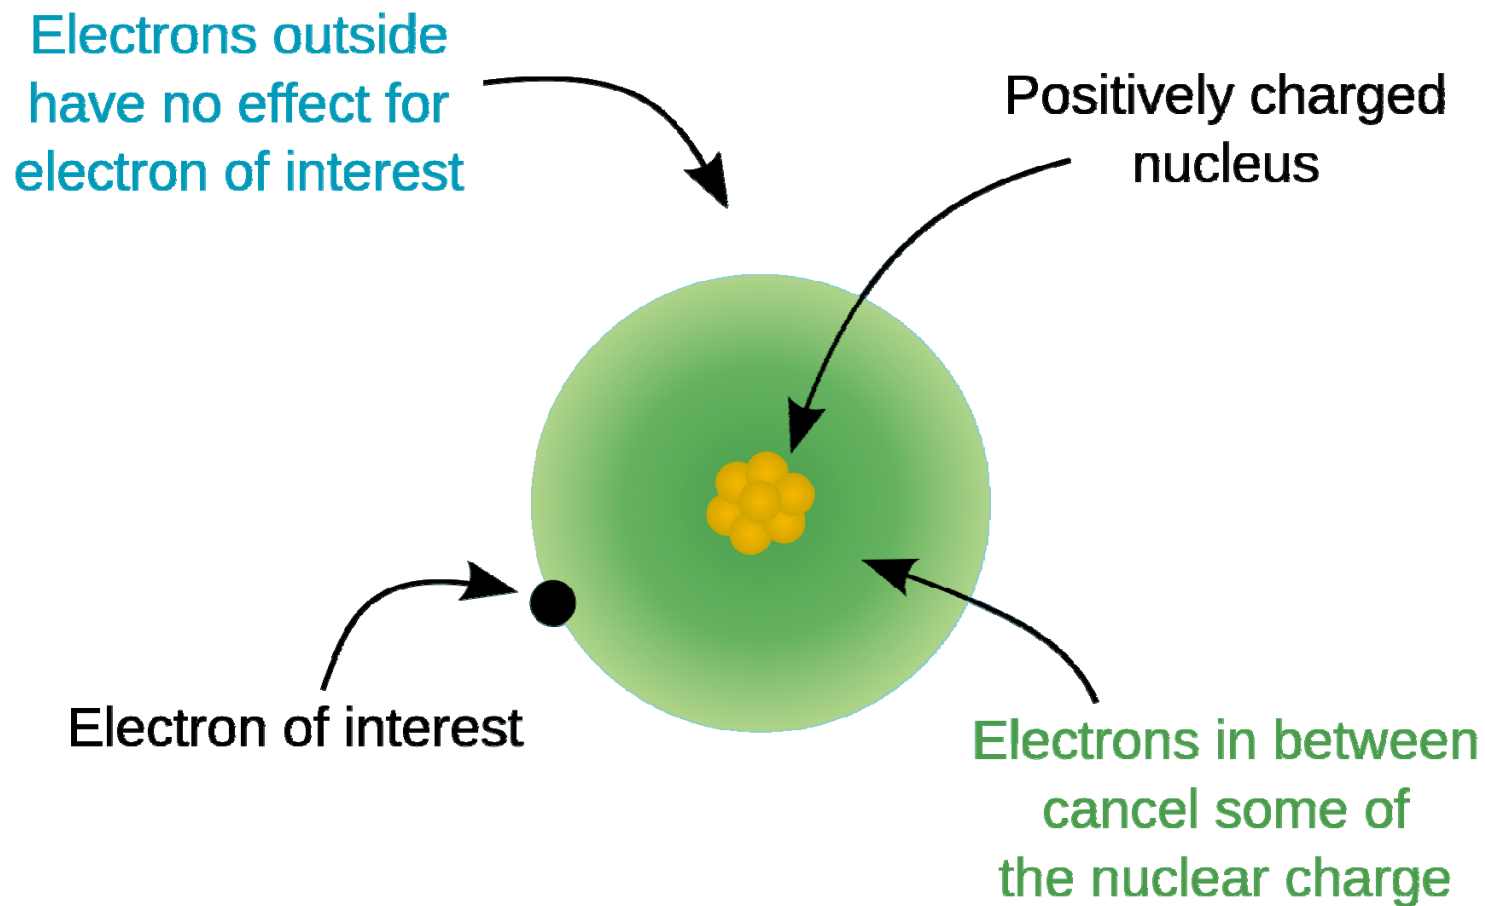 Electrons outside
have no effect for
electron of interest
Positively charged
nucleus
Electron of interest
Electrons in between
cancel some of
the nuclear charge